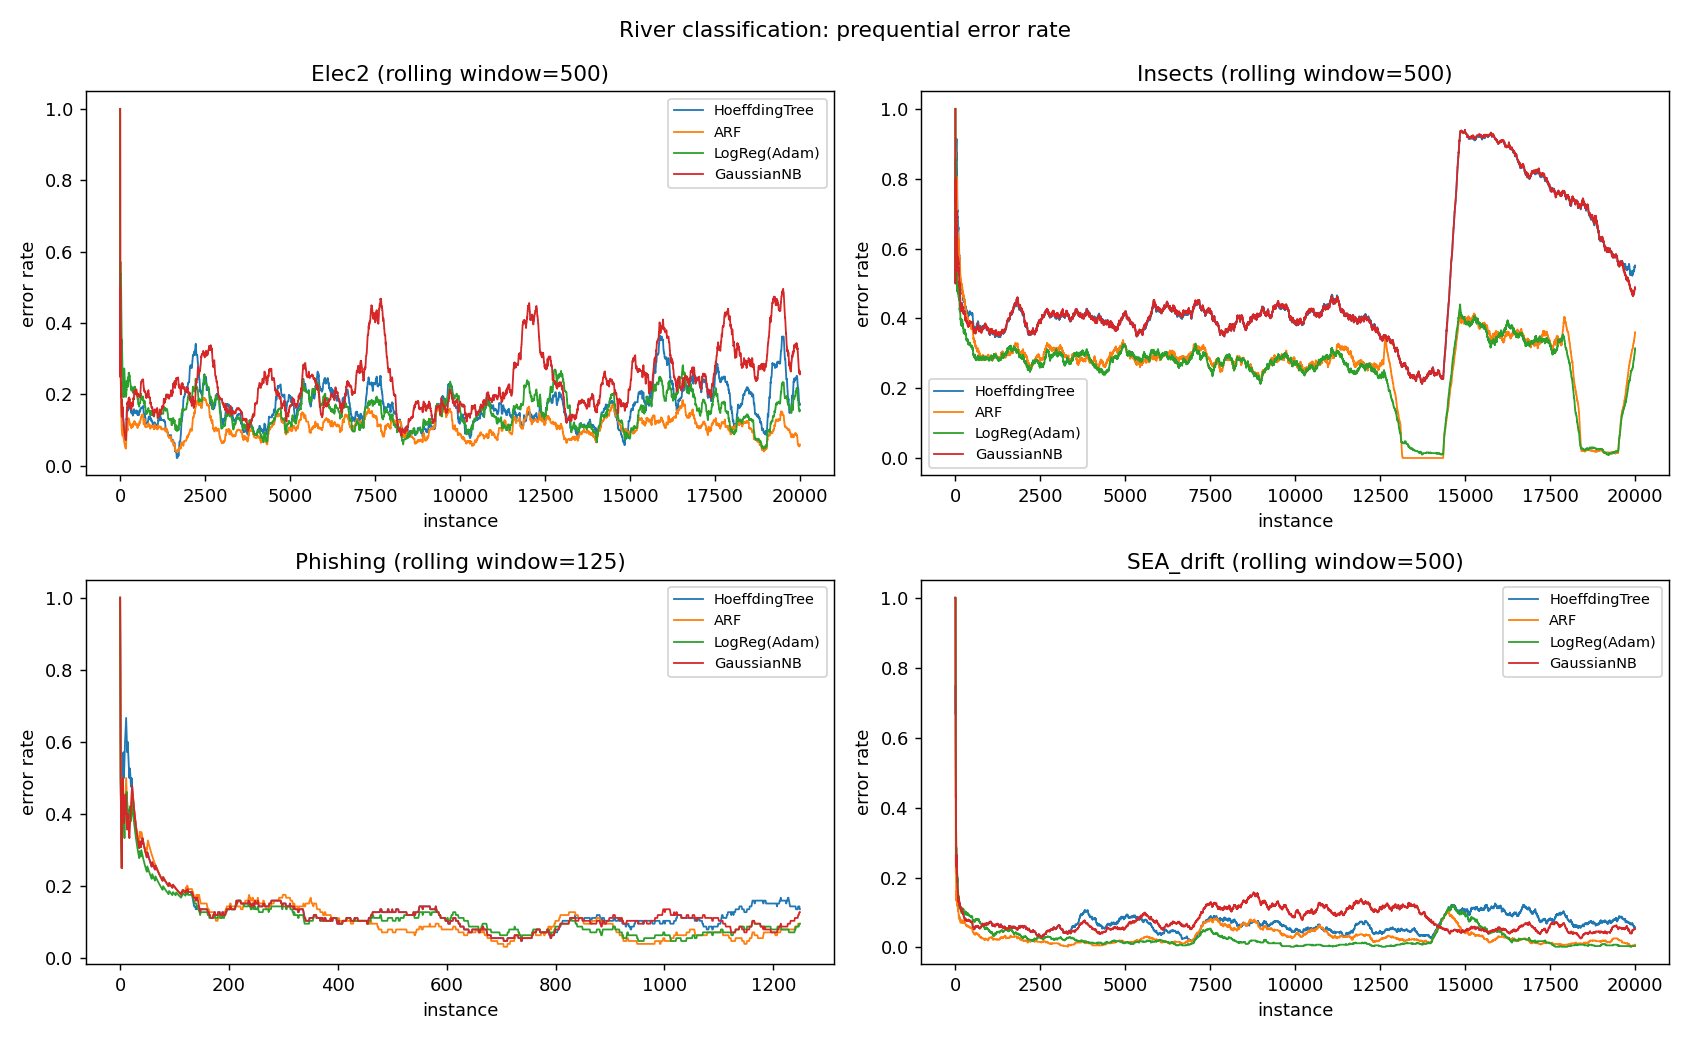 River classification: prequential error rate
Elec2 (rolling window=500)
1.0
0.8
0.6
0.4
0.2
0.0
error rate
HoeffdingTree
ARF
LogReg(Adam)
GaussianNB
0 2500 5000 7500 10000 12500 15000 17500 20000
instance
Insects (rolling window=500)
1.0
0.8
0.6
0.4
0.2
0.0
error rate
HoeffdingTree
ARF
LogReg(Adam)
GaussianNB
0 2500 5000 7500 10000 12500 15000 17500 20000
instance
Phishing (rolling window=125)
1.0
0.8
0.6
0.4
0.2
0.0
error rate
HoeffdingTree
ARF
LogReg(Adam)
GaussianNB
0 200 400 600 800 1000 1200
instance
SEA_drift (rolling window=500)
1.0
0.8
0.6
0.4
0.2
0.0
error rate
HoeffdingTree
ARF
LogReg(Adam)
GaussianNB
0 2500 5000 7500 10000 12500 15000 17500 20000
instance